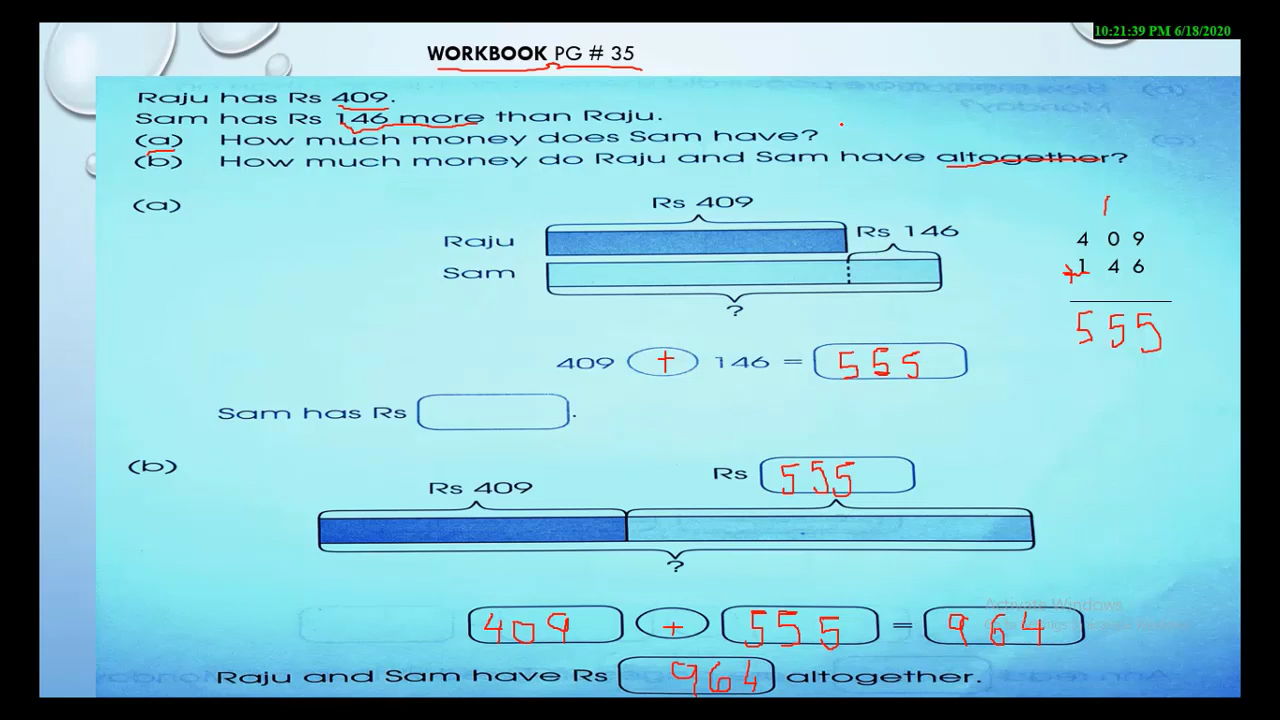 10:21:39 PM 6/18/2020
WORKBOOK PG # 35
Raju has Rs 409.
Sam has Rs 146 more than Raju.
(a) How much money does Sam have?
(b) How much money do Raju and Sam have altogether?
(a)
Rs 409
Raju
Rs 146
Sam
?
1
4 0 9
+ 1 4 6
5 5 5
409 + 146 = 555
Sam has Rs .
(b)
Rs 409
Rs 555
?
Activate Windows
409 + 555 = 964
Raju and Sam have Rs 964 altogether.